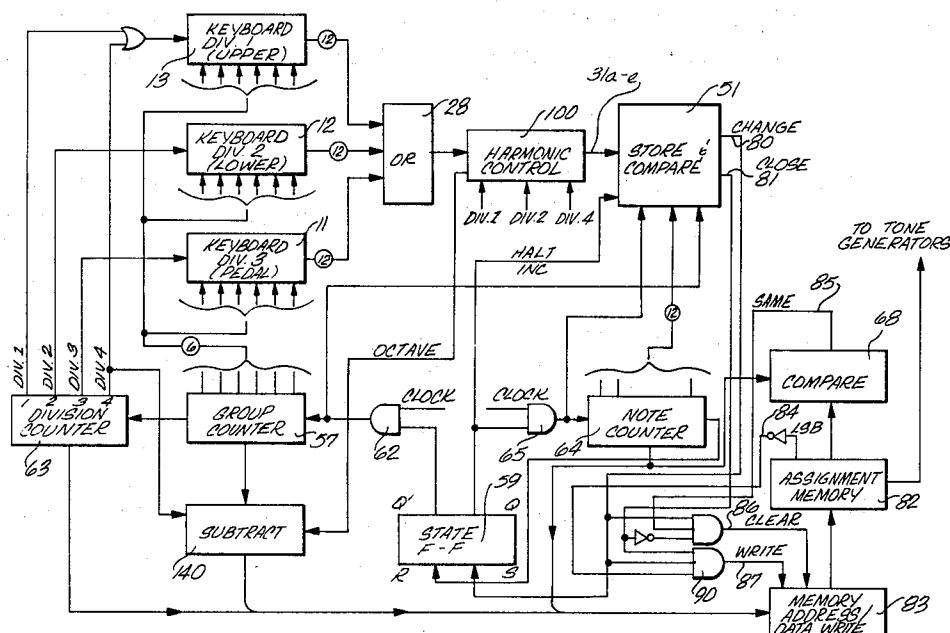 KEYBOARD
DIV. 1
(UPPER)
13
12
28
OR
100
HARMONIC
CONTROL
DIV.1
DIV.2
DIV.4
31a-e
51
STORE &
COMPARE
CHANGE
80
CLOSE
81
12
KEYBOARD
DIV. 2
(LOWER)
12
11
KEYBOARD
DIV. 3
(PEDAL)
12
HALT
INC
12
TO TONE
GENERATORS
85
SAME
68
COMPARE
6
OCTAVE
DIV. 1
DIV. 2
DIV. 3
DIV. 4
1 2 3 4
DIVISION
COUNTER
63
GROUP
COUNTER
57
CLOCK
62
CLOCK
65
NOTE
COUNTER
64
84
LSB
ASSIGNMENT
MEMORY
82
SUBTRACT
140
Q'
Q
59
STATE
F-F
R
S
86
CLEAR
WRITE
87
90
MEMORY
ADDRESS/
DATA WRITE
83